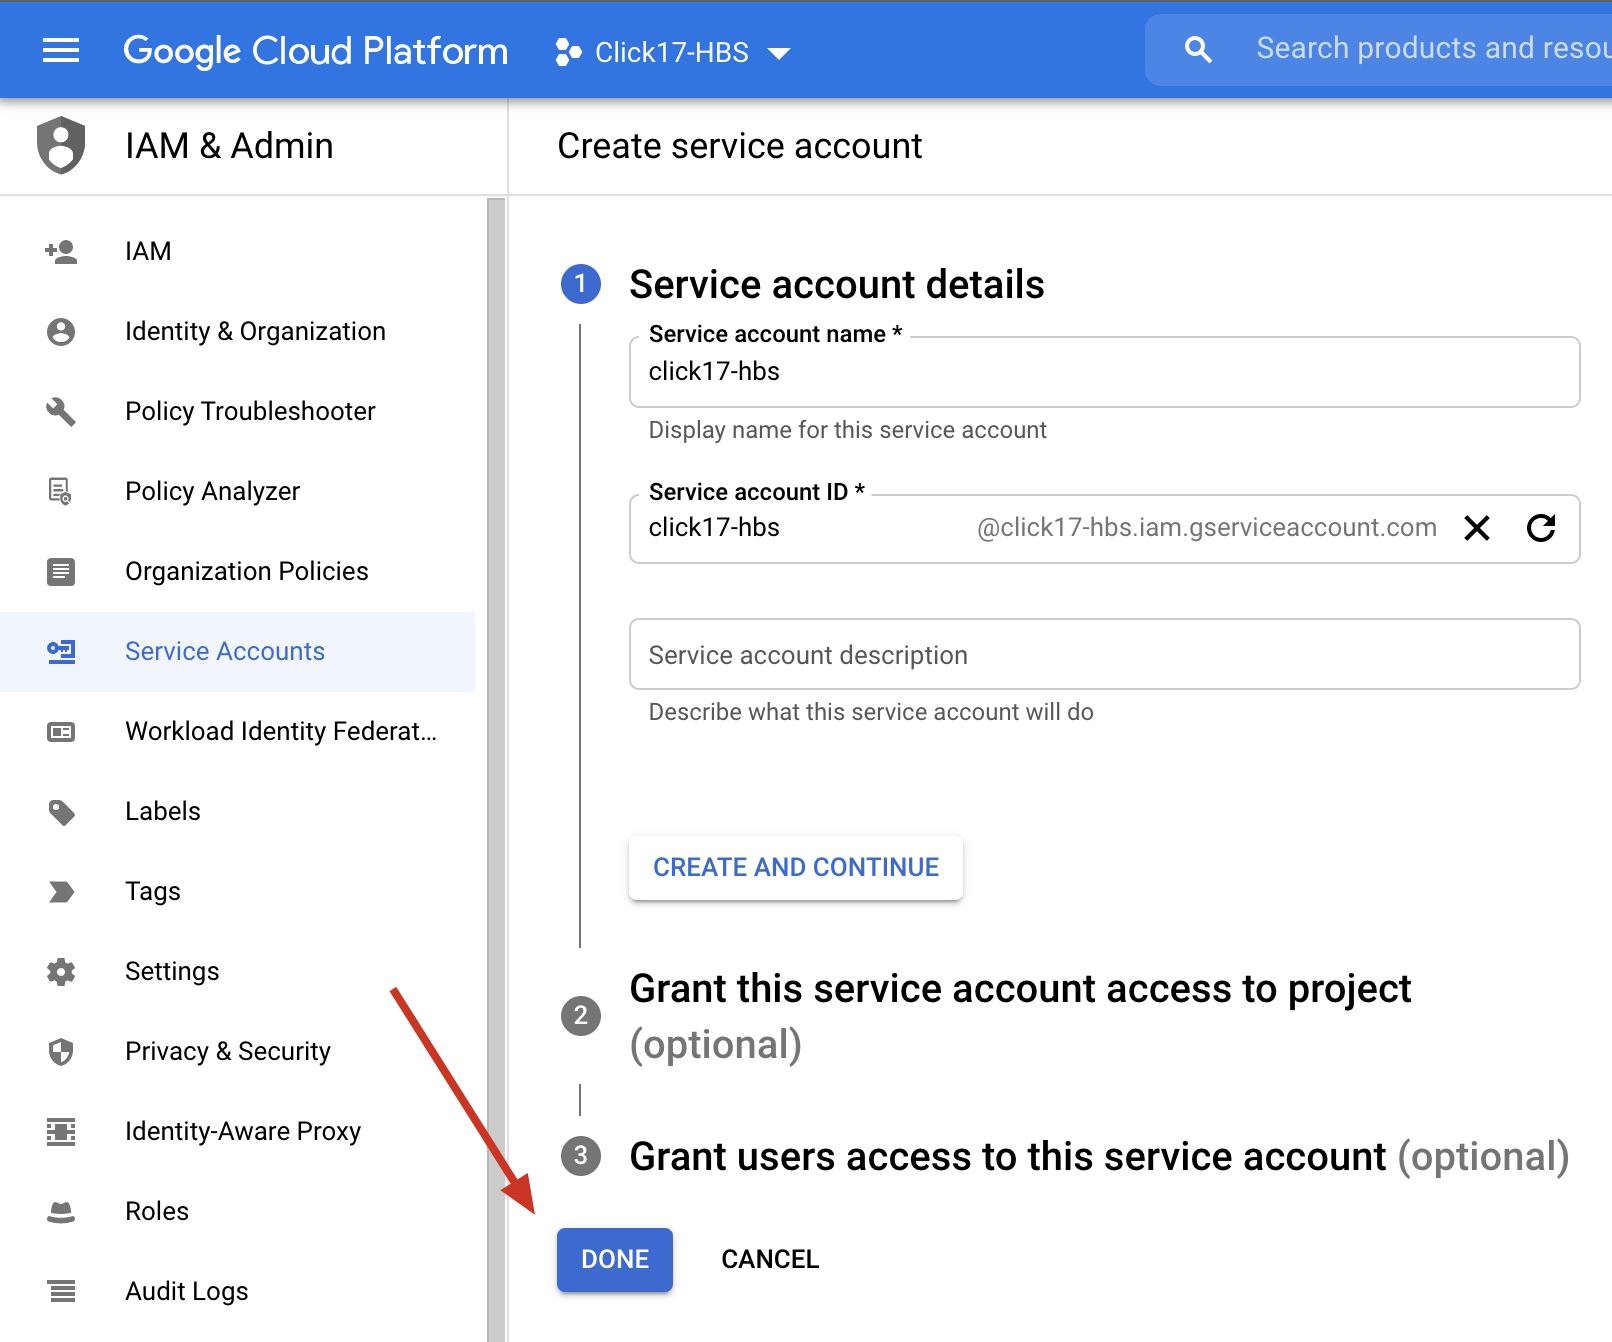 Google Cloud Platform
Click17-HBS
Search products and resou
IAM & Admin
Create service account
IAM
Identity & Organization
Policy Troubleshooter
Policy Analyzer
Organization Policies
Service Accounts
Workload Identity Federat...
Labels
Tags
Settings
Privacy & Security
Identity-Aware Proxy
Roles
Audit Logs
1
Service account details
Service account name *
click17-hbs
Display name for this service account
Service account ID *
click17-hbs @click17-hbs.iam.gserviceaccount.com
Service account description
Describe what this service account will do
CREATE AND CONTINUE
2
Grant this service account access to project
(optional)
3
Grant users access to this service account (optional)
DONE
CANCEL